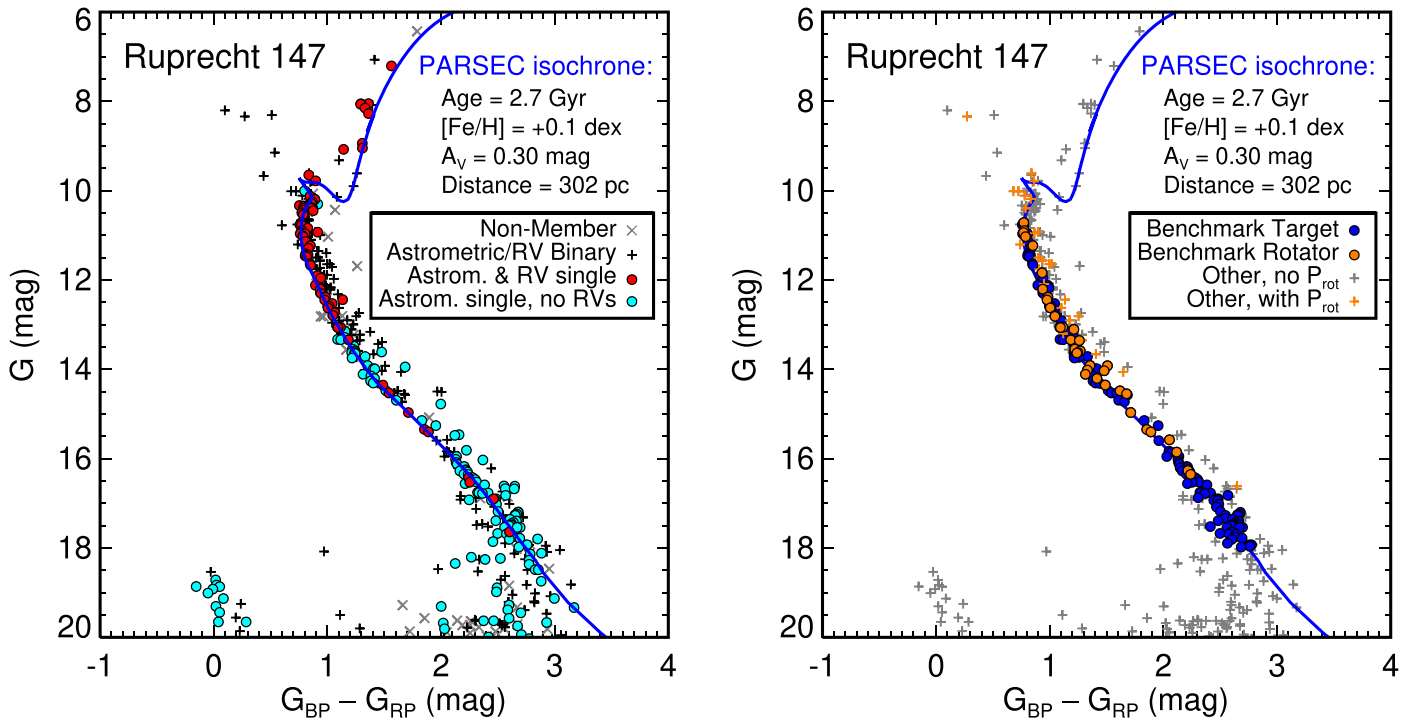 Ruprecht 147
PARSEC isochrone:
Age = 2.7 Gyr
[Fe/H] = +0.1 dex
A_V = 0.30 mag
Distance = 302 pc
Non-Member
Astrometric/RV Binary
Astrom. & RV single
Astrom. single, no RVs
6
8
10
12
14
16
18
20
G (mag)
-1
0
1
2
3
4
G_BP − G_RP (mag)
Ruprecht 147
PARSEC isochrone:
Age = 2.7 Gyr
[Fe/H] = +0.1 dex
A_V = 0.30 mag
Distance = 302 pc
Benchmark Target
Benchmark Rotator
Other, no P_rot
Other, with P_rot
6
8
10
12
14
16
18
20
G (mag)
-1
0
1
2
3
4
G_BP − G_RP (mag)